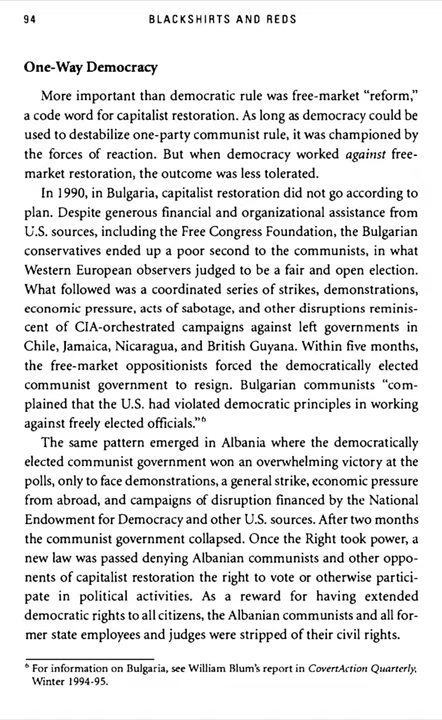 94 BLACKSHIRTS AND REDS
One-Way Democracy
More important than democratic rule was free-market “reform,”
a code word for capitalist restoration. As long as democracy could be
used to destabilize one-party communist rule, it was championed by
the forces of reaction. But when democracy worked against free-
market restoration, the outcome was less tolerated.
In 1990, in Bulgaria, capitalist restoration did not go according to
plan. Despite generous financial and organizational assistance from
U.S. sources, including the Free Congress Foundation, the Bulgarian
conservatives ended up a poor second to the communists, in what
Western European observers judged to be a fair and open election.
What followed was a coordinated series of strikes, demonstrations,
economic pressure, acts of sabotage, and other disruptions reminis-
cent of CIA-orchestrated campaigns against left governments in
Chile, Jamaica, Nicaragua, and British Guyana. Within five months,
the free-market oppositionists forced the democratically elected
communist government to resign. Bulgarian communists “com-
plained that the U.S. had violated democratic principles in working
against freely elected officials.”⁶
The same pattern emerged in Albania where the democratically
elected communist government won an overwhelming victory at the
polls, only to face demonstrations, a general strike, economic pressure
from abroad, and campaigns of disruption financed by the National
Endowment for Democracy and other U.S. sources. After two months
the communist government collapsed. Once the Right took power, a
new law was passed denying Albanian communists and other oppo-
nents of capitalist restoration the right to vote or otherwise partici-
pate in political activities. As a reward for having extended
democratic rights to all citizens, the Albanian communists and all for-
mer state employees and judges were stripped of their civil rights.
⁶ For information on Bulgaria, see William Blum's report in CovertAction Quarterly,
Winter 1994-95.